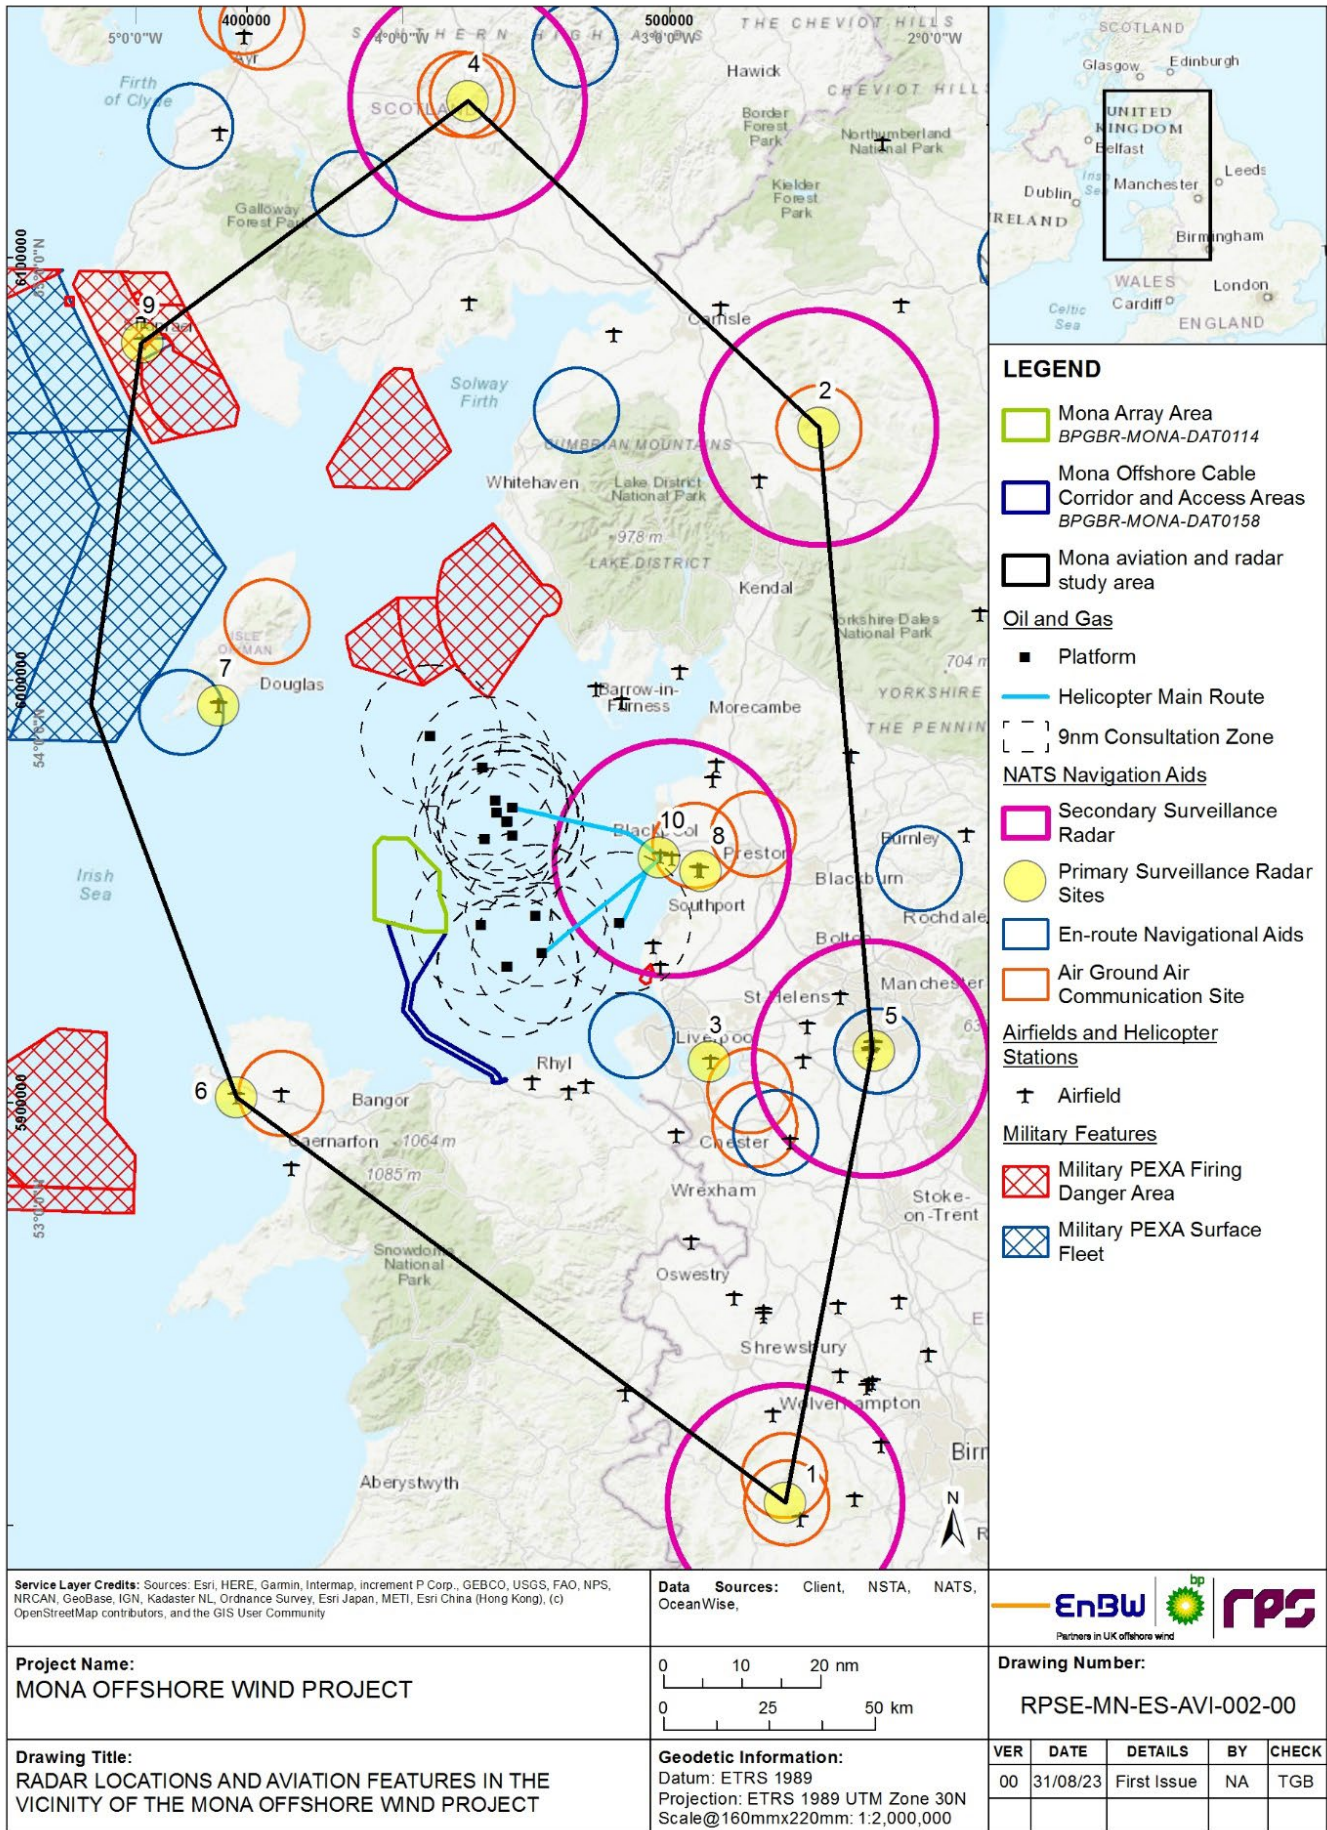 400000
500000
5°0'0"W
4°0'0"W
3°0'0"W
2°0'0"W
THE CHEVIOT HILLS
SOUTHERN HIGHLANDS
CHEVIOT HILLS
Ayr
Firth
of Clyde
4
SCOTLAND
Hawick
Border
Forest
Park
Northumberland
National Park
Kielder
Forest
Park
Galloway
Forest Park
6100000
9
Carlisle
Solway
Firth
2
CUMBRIAN MOUNTAINS
Whitehaven
Lake District
National Park
978 m
LAKE DISTRICT
Kendal
Yorkshire Dales
National Park
704 m
ISLE
OF MAN
7
Douglas
6000000
54°0'0"N
Barrow-in-
Furness
Morecambe
YORKSHIRE
THE PENNIN
10
Blackpool
8
Preston
Burnley
Blackburn
Southport
Rochdale
Bolton
Irish
Sea
Manchester
St Helens
3
5
Liverpool
Rhyl
6
Bangor
5900000
Caernarfon
1064 m
1085 m
Chester
Wrexham
Stoke-
on-Trent
53°0'0"N
Snowdonia
National
Park
Oswestry
Shrewsbury
Wolverhampton
Aberystwyth
1
Birm
N
SCOTLAND
Glasgow
Edinburgh
UNITED
KINGDOM
Belfast
Irish
Sea
Leeds
Dublin
Manchester
IRELAND
Birmingham
WALES
Cardiff
London
Celtic
Sea
ENGLAND
LEGEND
Mona Array Area
BPGBR-MONA-DAT0114
Mona Offshore Cable
Corridor and Access Areas
BPGBR-MONA-DAT0158
Mona aviation and radar
study area
Oil and Gas
Platform
Helicopter Main Route
9nm Consultation Zone
NATS Navigation Aids
Secondary Surveillance
Radar
Primary Surveillance Radar
Sites
En-route Navigational Aids
Air Ground Air
Communication Site
Airfields and Helicopter
Stations
Airfield
Military Features
Military PEXA Firing
Danger Area
Military PEXA Surface
Fleet
Service Layer Credits: Sources: Esri, HERE, Garmin, Intermap, increment P Corp., GEBCO, USGS, FAO, NPS,
NRCAN, GeoBase, IGN, Kadaster NL, Ordnance Survey, Esri Japan, METI, Esri China (Hong Kong), (c)
OpenStreetMap contributors, and the GIS User Community
Data Sources: Client, NSTA, NATS,
OceanWise,
EnBW bp rps
Partners in UK offshore wind
Project Name:
MONA OFFSHORE WIND PROJECT
0 10 20 nm
0 25 50 km
Drawing Number:
RPSE-MN-ES-AVI-002-00
Drawing Title:
RADAR LOCATIONS AND AVIATION FEATURES IN THE
VICINITY OF THE MONA OFFSHORE WIND PROJECT
Geodetic Information:
Datum: ETRS 1989
Projection: ETRS 1989 UTM Zone 30N
Scale@160mmx220mm: 1:2,000,000
VER DATE DETAILS BY CHECK
00 31/08/23 First Issue NA TGB